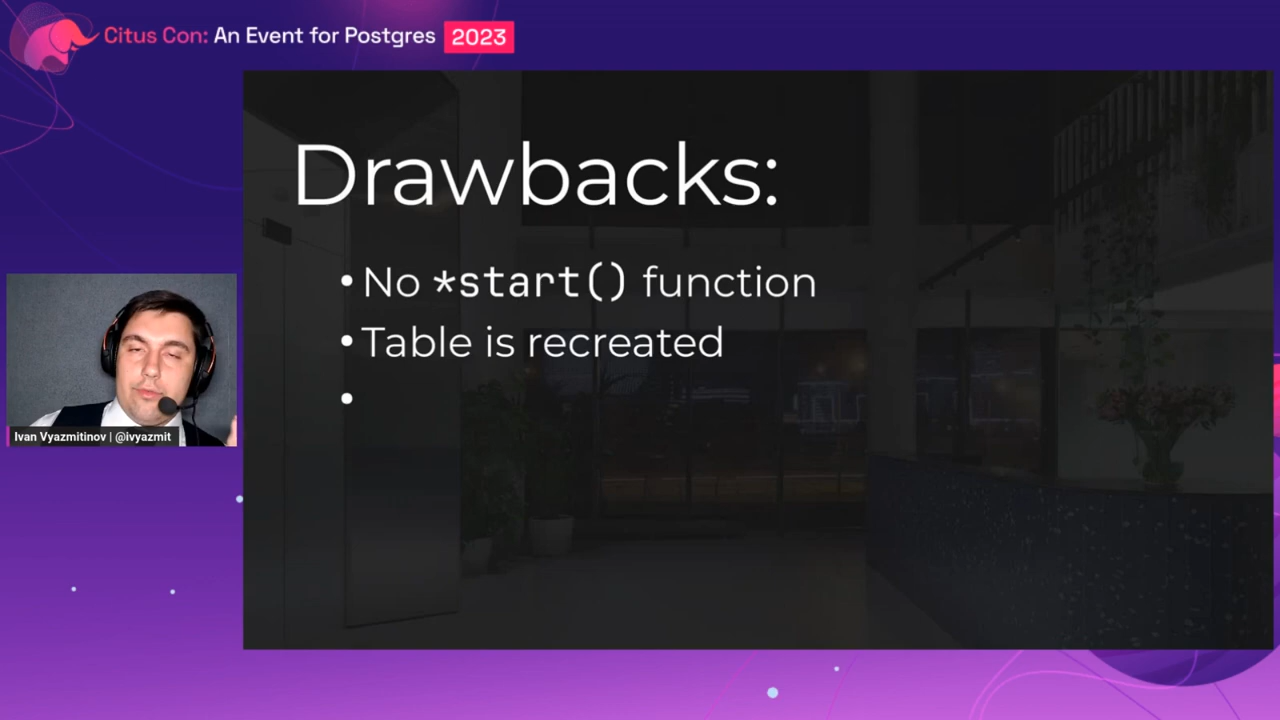 Citus Con: An Event for Postgres 2023
Drawbacks:
• No *start() function
• Table is recreated
•
Ivan Vyazmitinov | @ivyazmit